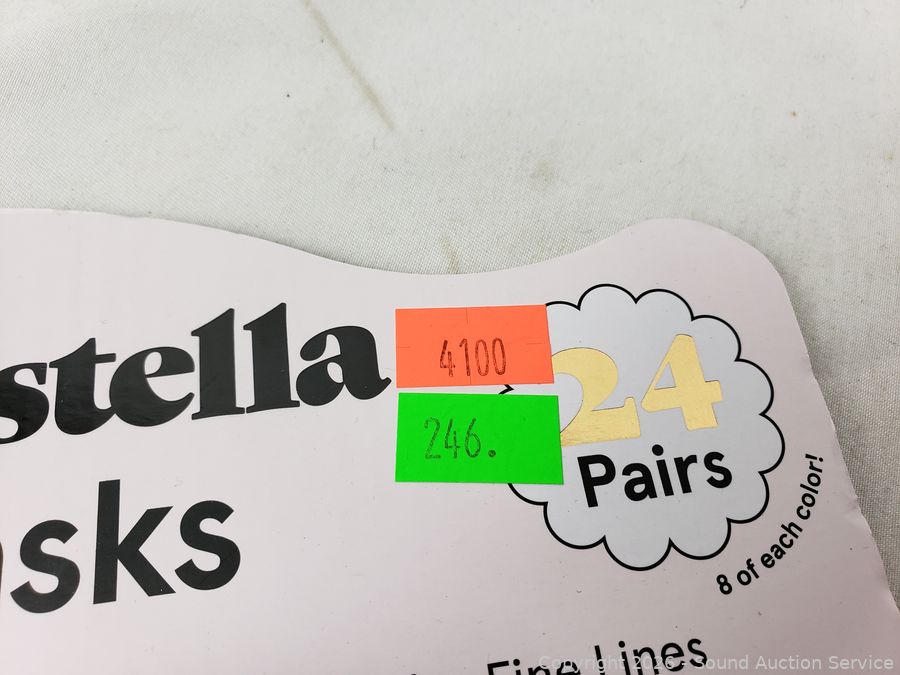 stella
4100
246.
24
Pairs
sks
8 of each color!
Fine Lines
Copyright 2026 - Sound Auction Service